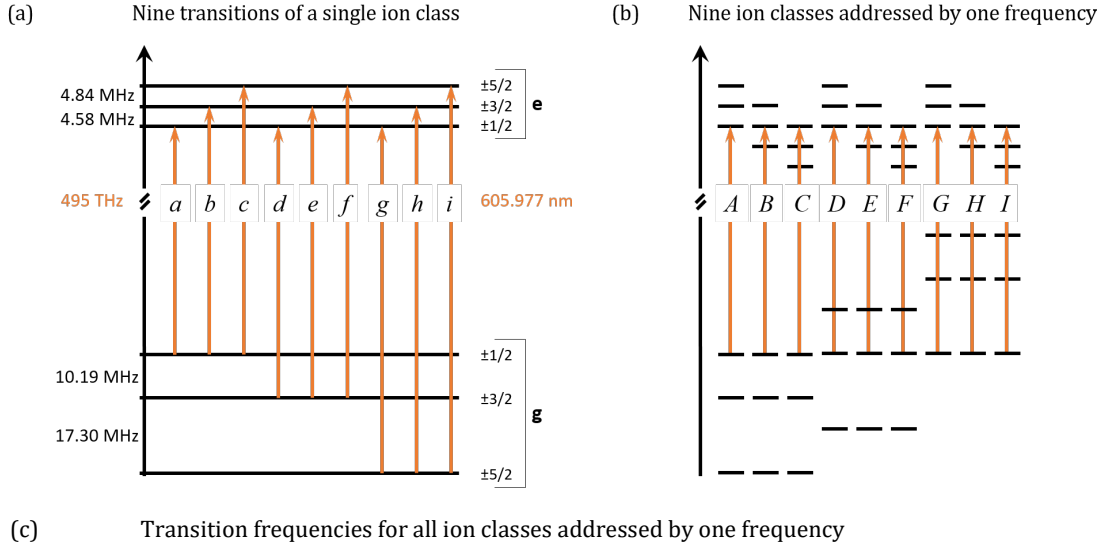 (a) Nine transitions of a single ion class
(b) Nine ion classes addressed by one frequency
4.84 MHz
4.58 MHz
±5/2
±3/2
±1/2
e
495 THz
a b c d e f g h i
605.977 nm
A B C D E F G H I
10.19 MHz
17.30 MHz
±1/2
±3/2
±5/2
g
(c) Transition frequencies for all ion classes addressed by one frequency